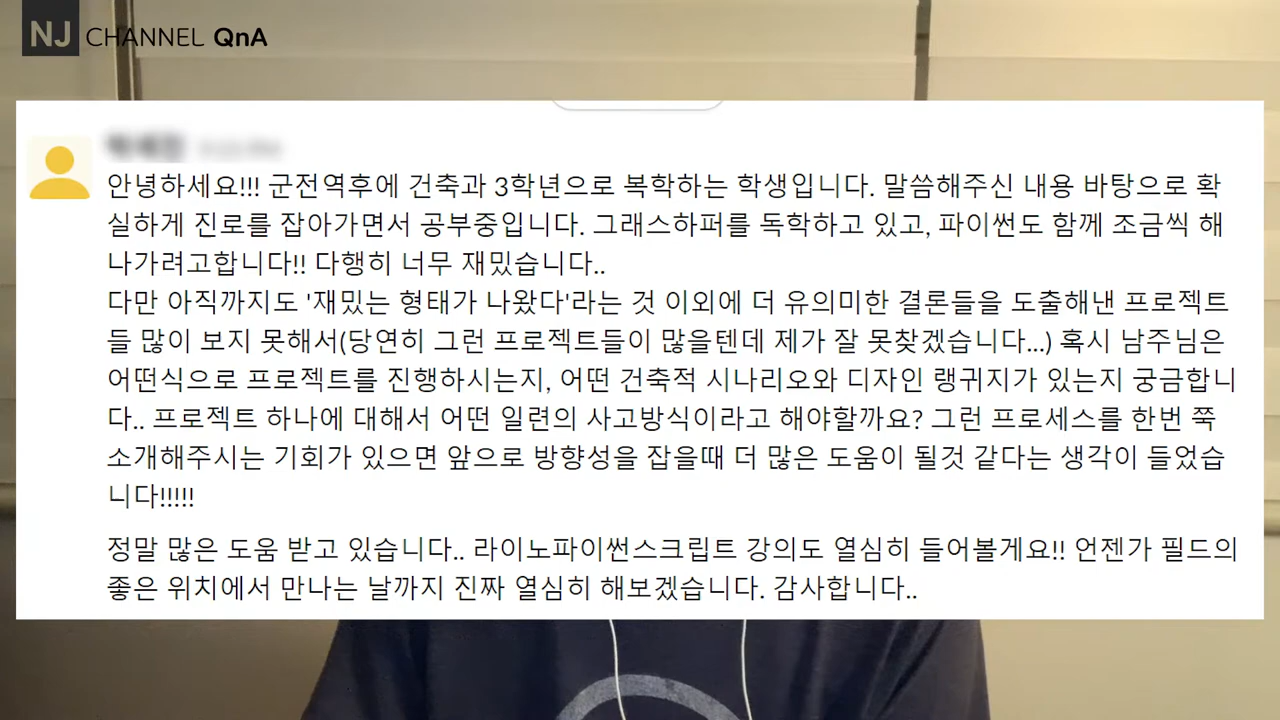 NJ CHANNEL QnA
안녕하세요!!! 군전역후에 건축과 3학년으로 복학하는 학생입니다. 말씀해주신 내용 바탕으로 확
실하게 진로를 잡아가면서 공부중입니다. 그래스하퍼를 독학하고 있고, 파이썬도 함께 조금씩 해
나가려고합니다!! 다행히 너무 재밌습니다..
다만 아직까지도 '재밌는 형태가 나왔다'라는 것 이외에 더 유의미한 결론들을 도출해낸 프로젝트
들 많이 보지 못해서(당연히 그런 프로젝트들이 많을텐데 제가 잘 못찾겠습니다...) 혹시 남주님은
어떤식으로 프로젝트를 진행하시는지, 어떤 건축적 시나리오와 디자인 랭귀지가 있는지 궁금합니
다.. 프로젝트 하나에 대해서 어떤 일련의 사고방식이라고 해야할까요? 그런 프로세스를 한번 쭉
소개해주시는 기회가 있으면 앞으로 방향성을 잡을때 더 많은 도움이 될것 같다는 생각이 들었습
니다!!!!!
정말 많은 도움 받고 있습니다.. 라이노파이썬스크립트 강의도 열심히 들어볼게요!! 언젠가 필드의
좋은 위치에서 만나는 날까지 진짜 열심히 해보겠습니다. 감사합니다..